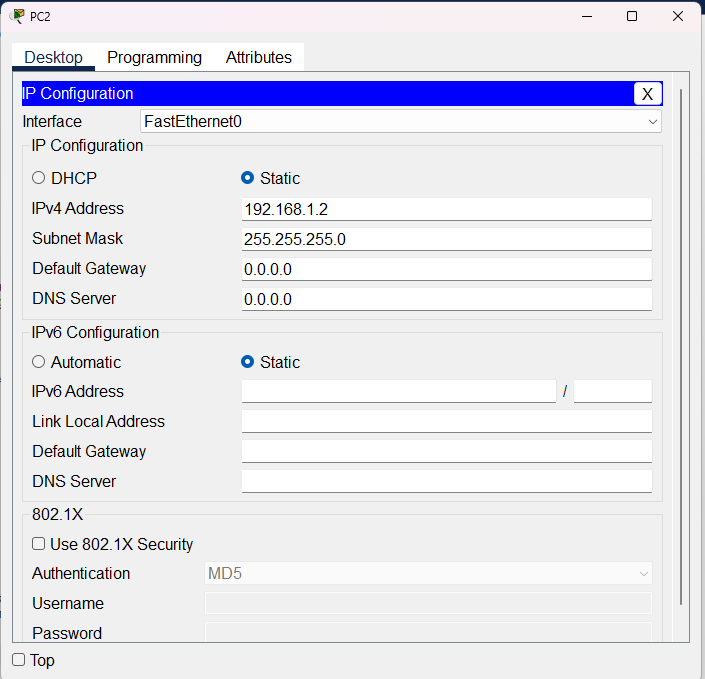 PC2
Desktop Programming Attributes
IP Configuration X
Interface FastEthernet0
IP Configuration
DHCP Static
IPv4 Address 192.168.1.2
Subnet Mask 255.255.255.0
Default Gateway 0.0.0.0
DNS Server 0.0.0.0
IPv6 Configuration
Automatic Static
IPv6 Address /
Link Local Address
Default Gateway
DNS Server
802.1X
Use 802.1X Security
Authentication MD5
Username
Password
Top